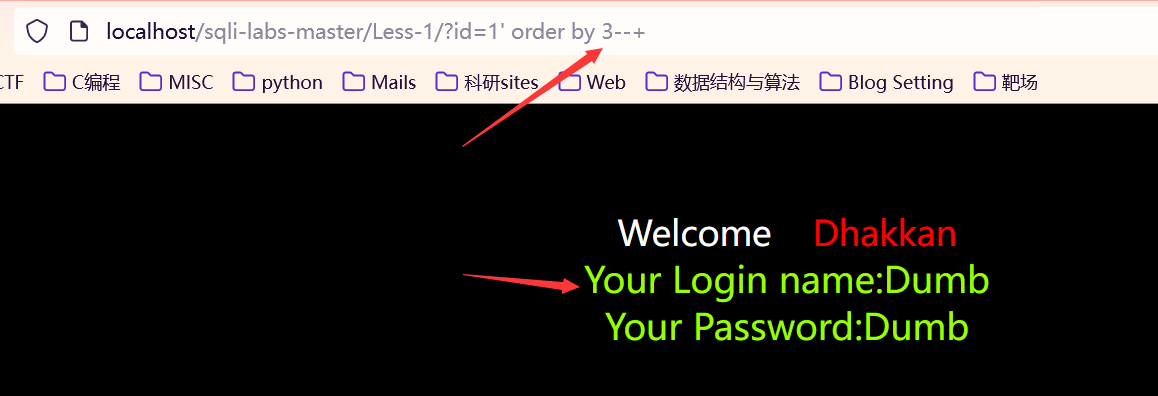 localhost/sqli-labs-master/Less-1/?id=1' order by 3--+
CTF C编程 MISC python Mails 科研sites Web 数据结构与算法 Blog Setting 靶场
Welcome Dhakkan
Your Login name:Dumb
Your Password:Dumb